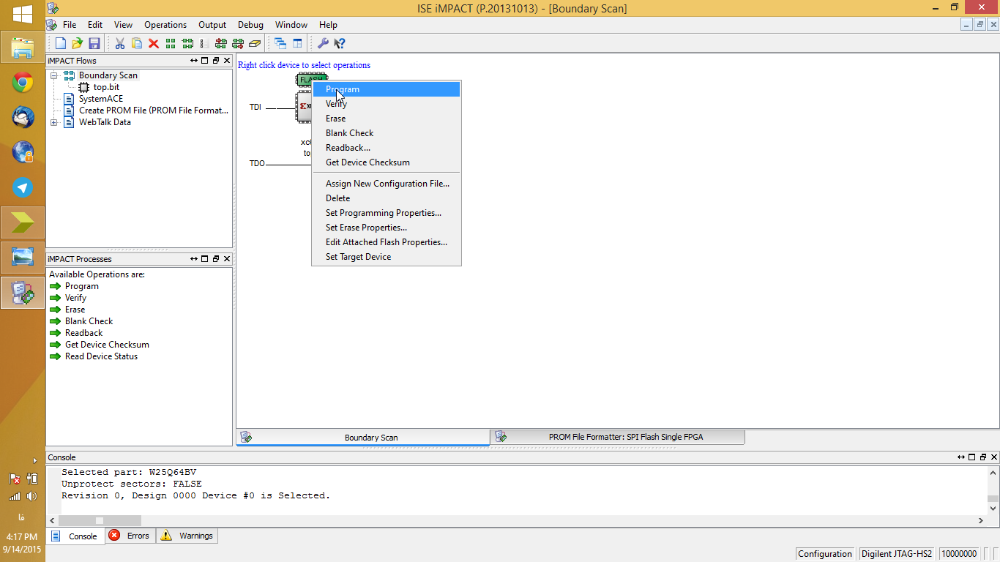 ISE iMPACT (P.20131013) - [Boundary Scan]
File Edit View Operations Output Debug Window Help
iMPACT Flows
Boundary Scan
top.bit
SystemACE
Create PROM File (PROM File Format...
WebTalk Data
Right click device to select operations
FLASH
TDI
TDO
Program
Verify
Erase
Blank Check
Readback...
Get Device Checksum
Assign New Configuration File...
Delete
Set Programming Properties...
Set Erase Properties...
Edit Attached Flash Properties...
Set Target Device
iMPACT Processes
Available Operations are:
Program
Verify
Erase
Blank Check
Readback
Get Device Checksum
Read Device Status
Boundary Scan
PROM File Formatter: SPI Flash Single FPGA
Console
Selected part: W25Q64BV
Unprotect sectors: FALSE
Revision 0, Design 0000 Device #0 is Selected.
Console Errors Warnings
Configuration Digilent JTAG-HS2 10000000
فا
4:17 PM
9/14/2015